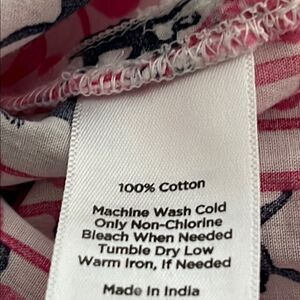 100% Cotton
Machine Wash Cold
Only Non-Chlorine
Bleach When Needed
Tumble Dry Low
Warm Iron, If Needed
Made In India